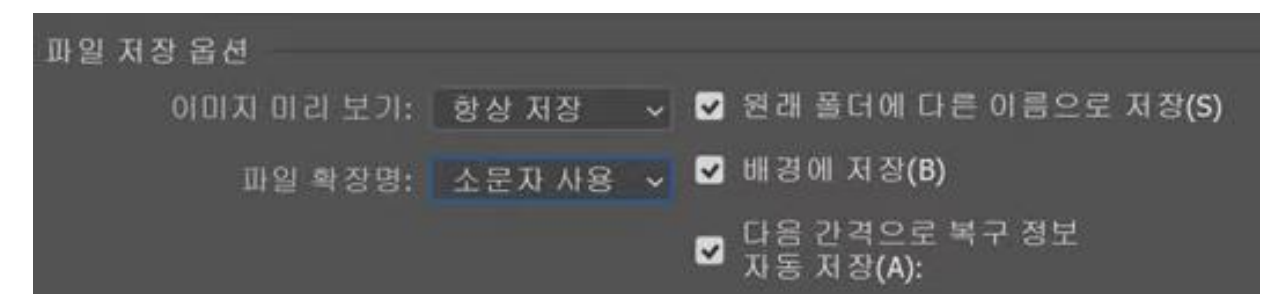 파일 저장 옵션
이미지 미리 보기: 항상 저장 원래 폴더에 다른 이름으로 저장(S)
파일 확장명: 소문자 사용 배경에 저장(B)
다음 간격으로 복구 정보
자동 저장(A):